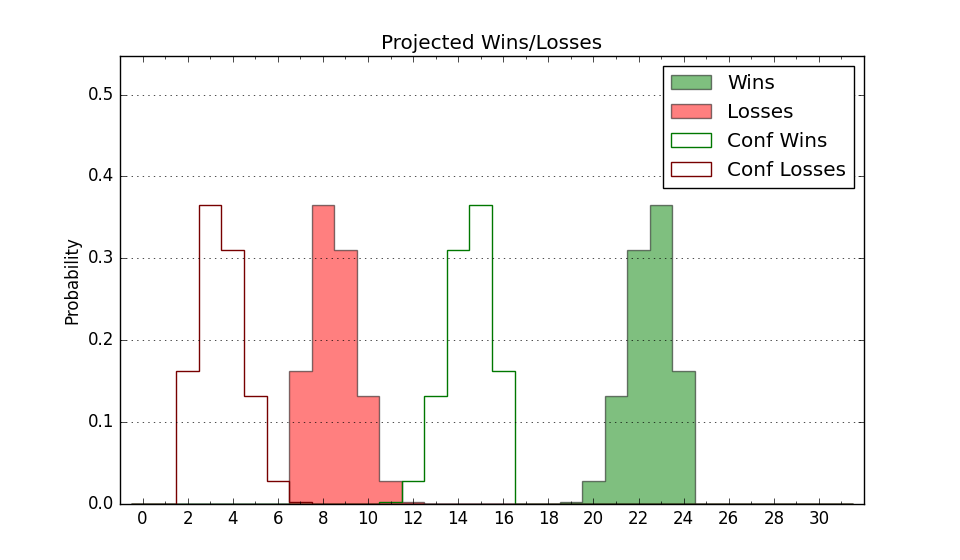 Projected Wins/Losses
Wins
Losses
Conf Wins
Conf Losses
Probability
0.5
0.4
0.3
0.2
0.1
0.0
0 2 4 6 8 10 12 14 16 18 20 22 24 26 28 30